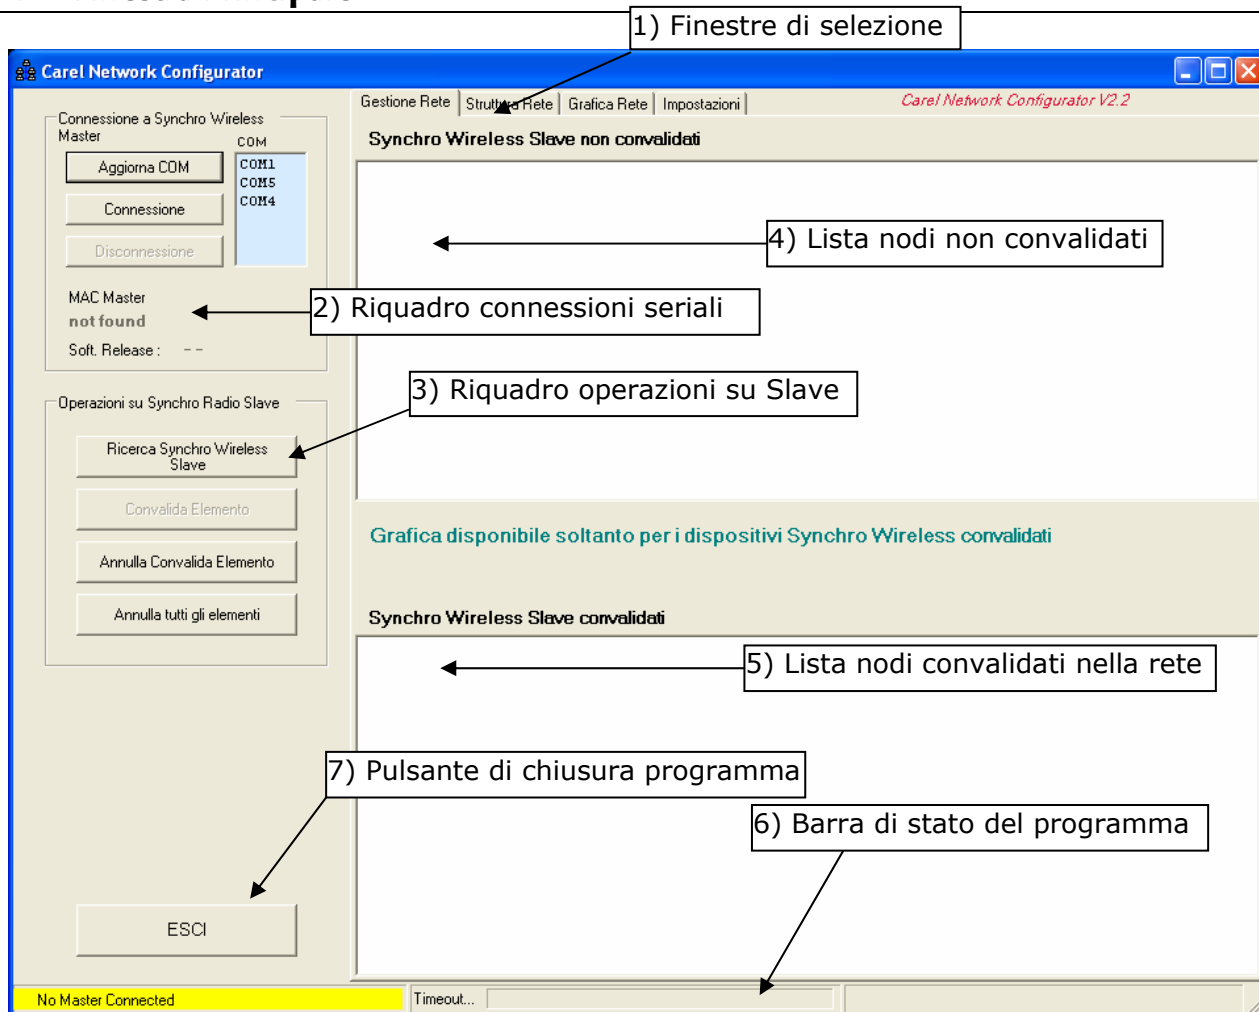 1) Finestre di selezione
Carel Network Configurator
Gestione Rete
Struttura Rete
Grafica Rete
Impostazioni
Carel Network Configurator V2.2
Connessione a Synchro Wireless
Master
COM
Aggiorna COM
Connessione
Disconnessione
COM1
COM5
COM4
MAC Master
not found
Soft. Release : --
2) Riquadro connessioni seriali
Synchro Wireless Slave non convalidati
4) Lista nodi non convalidati
3) Riquadro operazioni su Slave
Operazioni su Synchro Radio Slave
Ricerca Synchro Wireless
Slave
Convalida Elemento
Annulla Convalida Elemento
Annulla tutti gli elementi
Grafica disponibile soltanto per i dispositivi Synchro Wireless convalidati
Synchro Wireless Slave convalidati
5) Lista nodi convalidati nella rete
7) Pulsante di chiusura programma
6) Barra di stato del programma
ESCI
No Master Connected
Timeout...